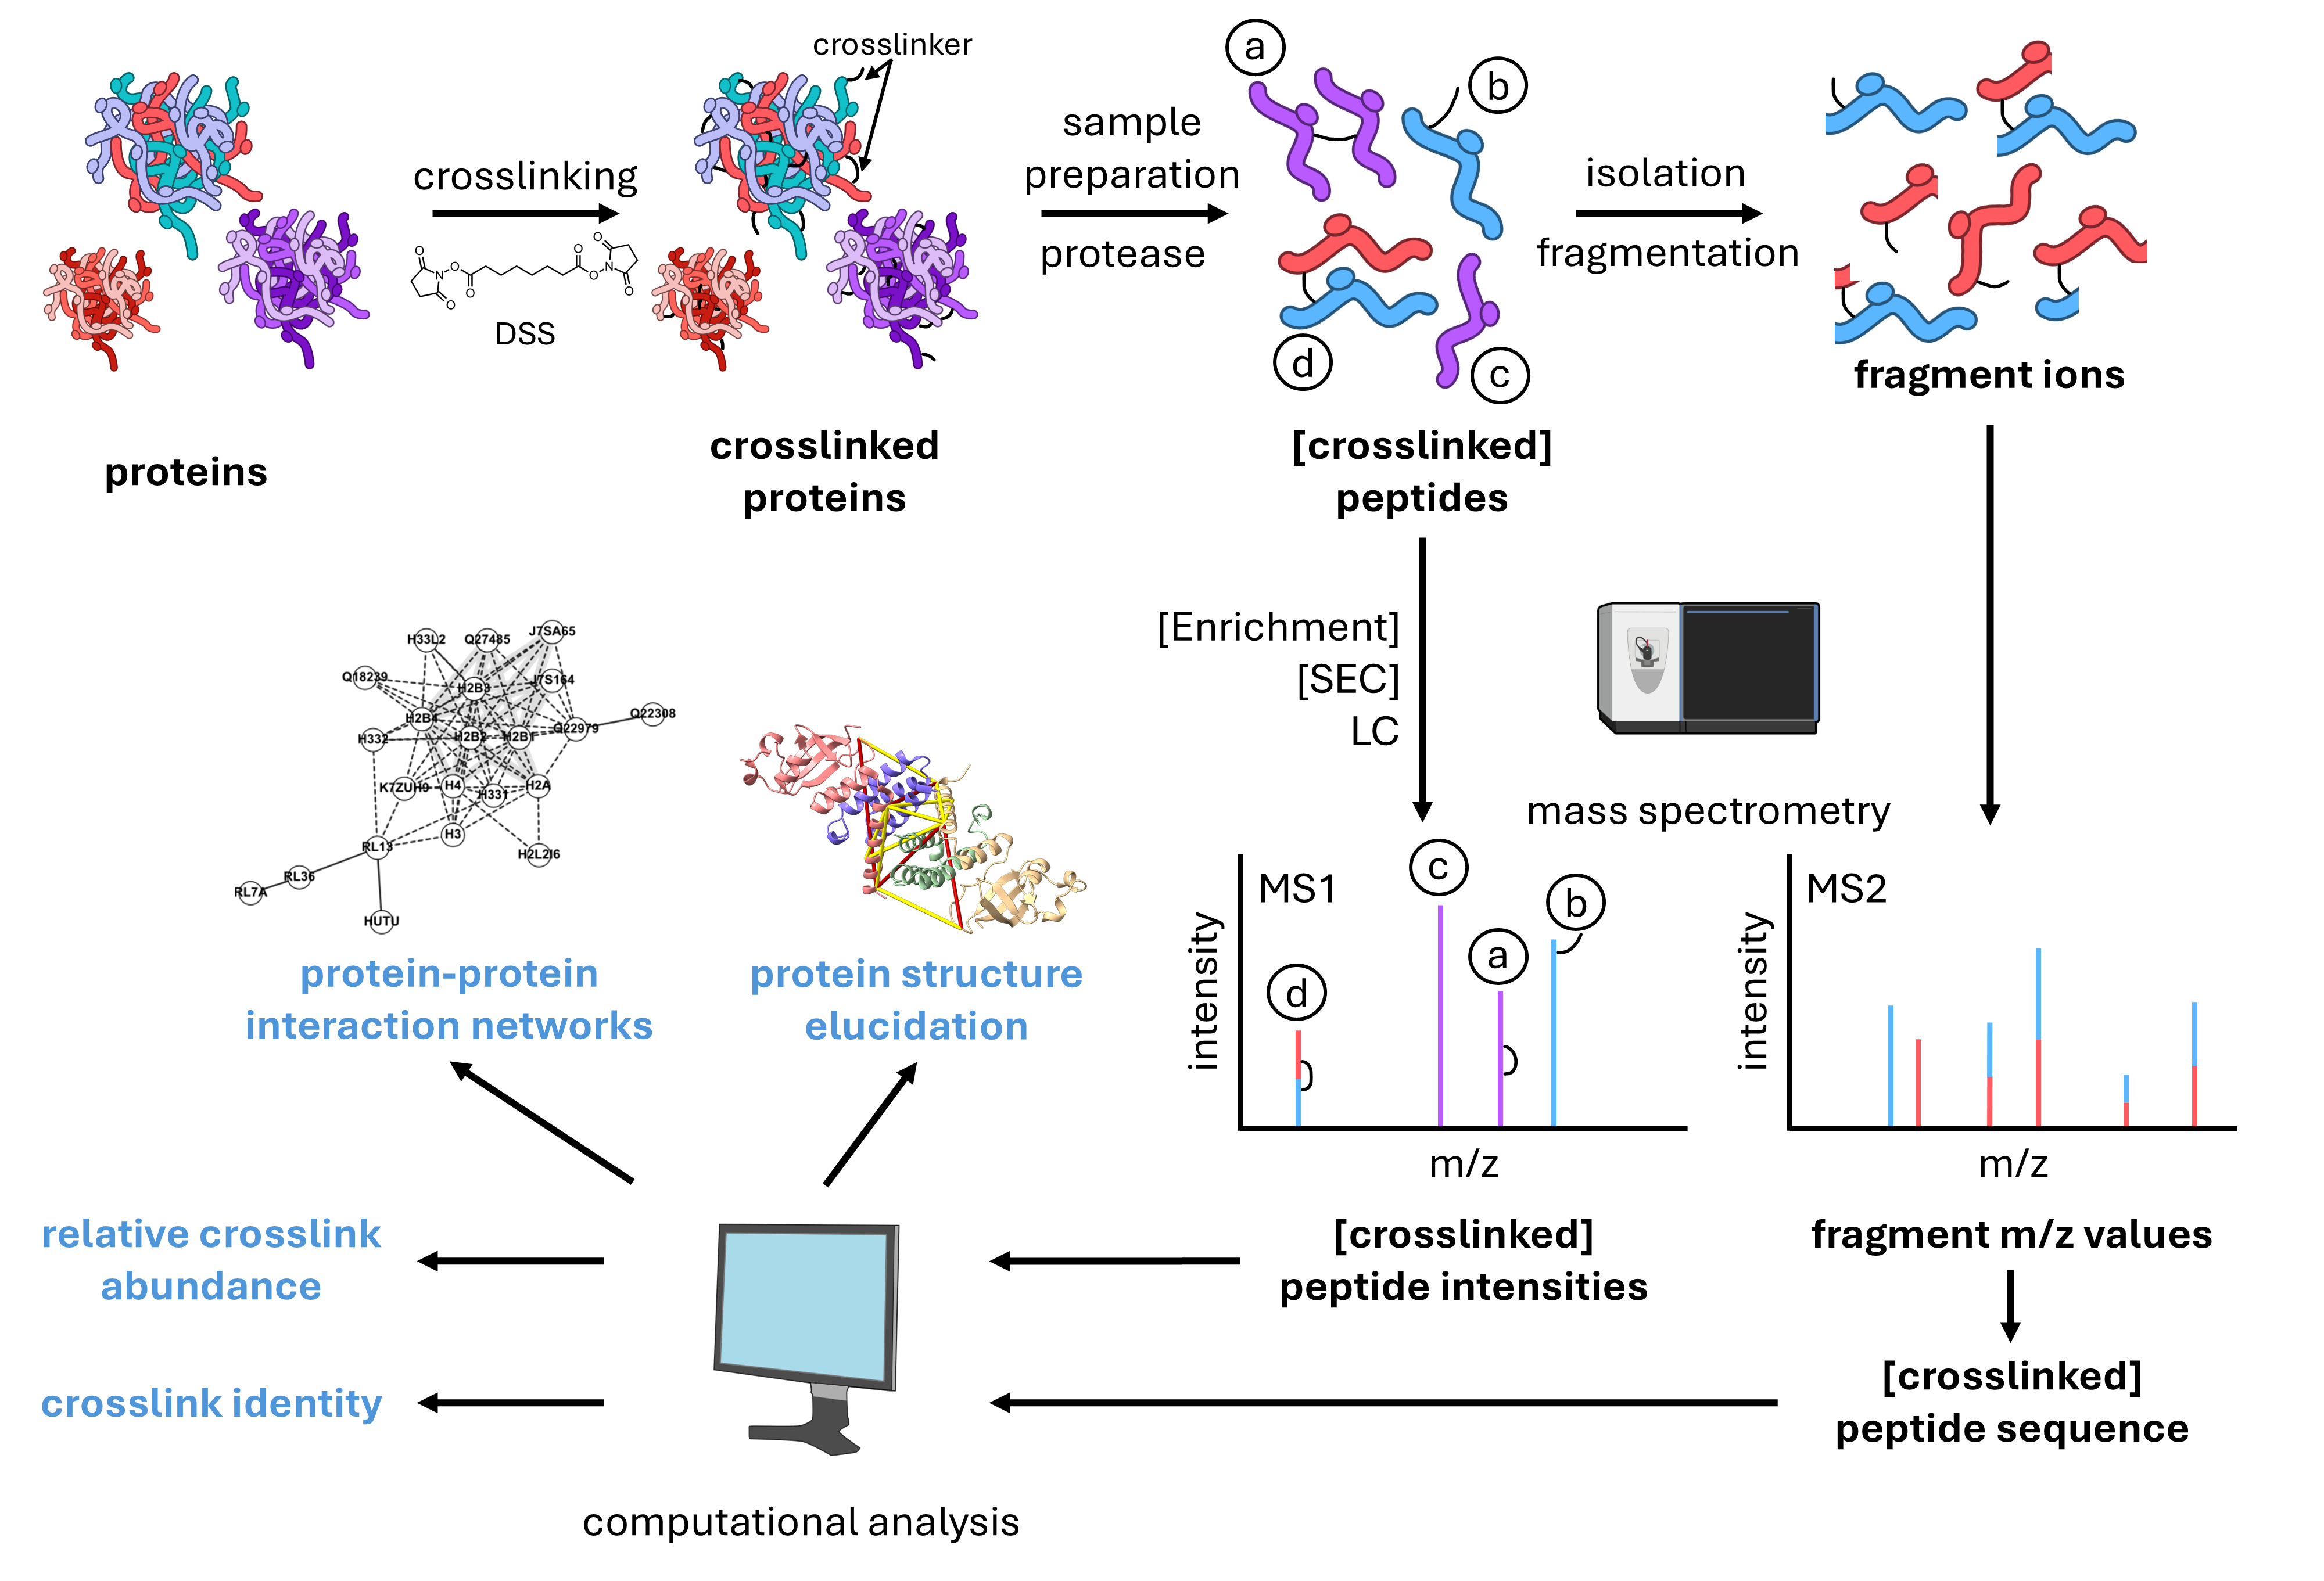 crosslinker
a
b
crosslinking
sample
preparation
protease
isolation
fragmentation
O
O
N
O
O
O
O
O
N
O
O
DSS
d
c
fragment ions
proteins
crosslinked
proteins
[crosslinked]
peptides
[Enrichment]
[SEC]
LC
mass spectrometry
H33L2
Q27485
J7SA65
Q18239
H2B3
J7S164
H2B4
Q22308
H332
H2B2
H2B1
Q22979
K7ZUH9
H4
H331
H2A
H3
RL13
H2L2I6
RL36
RL7A
HUTU
protein-protein
interaction networks
protein structure
elucidation
MS1
intensity
c
b
a
d
m/z
MS2
intensity
m/z
relative crosslink
abundance
crosslink identity
[crosslinked]
peptide intensities
fragment m/z values
[crosslinked]
peptide sequence
computational analysis